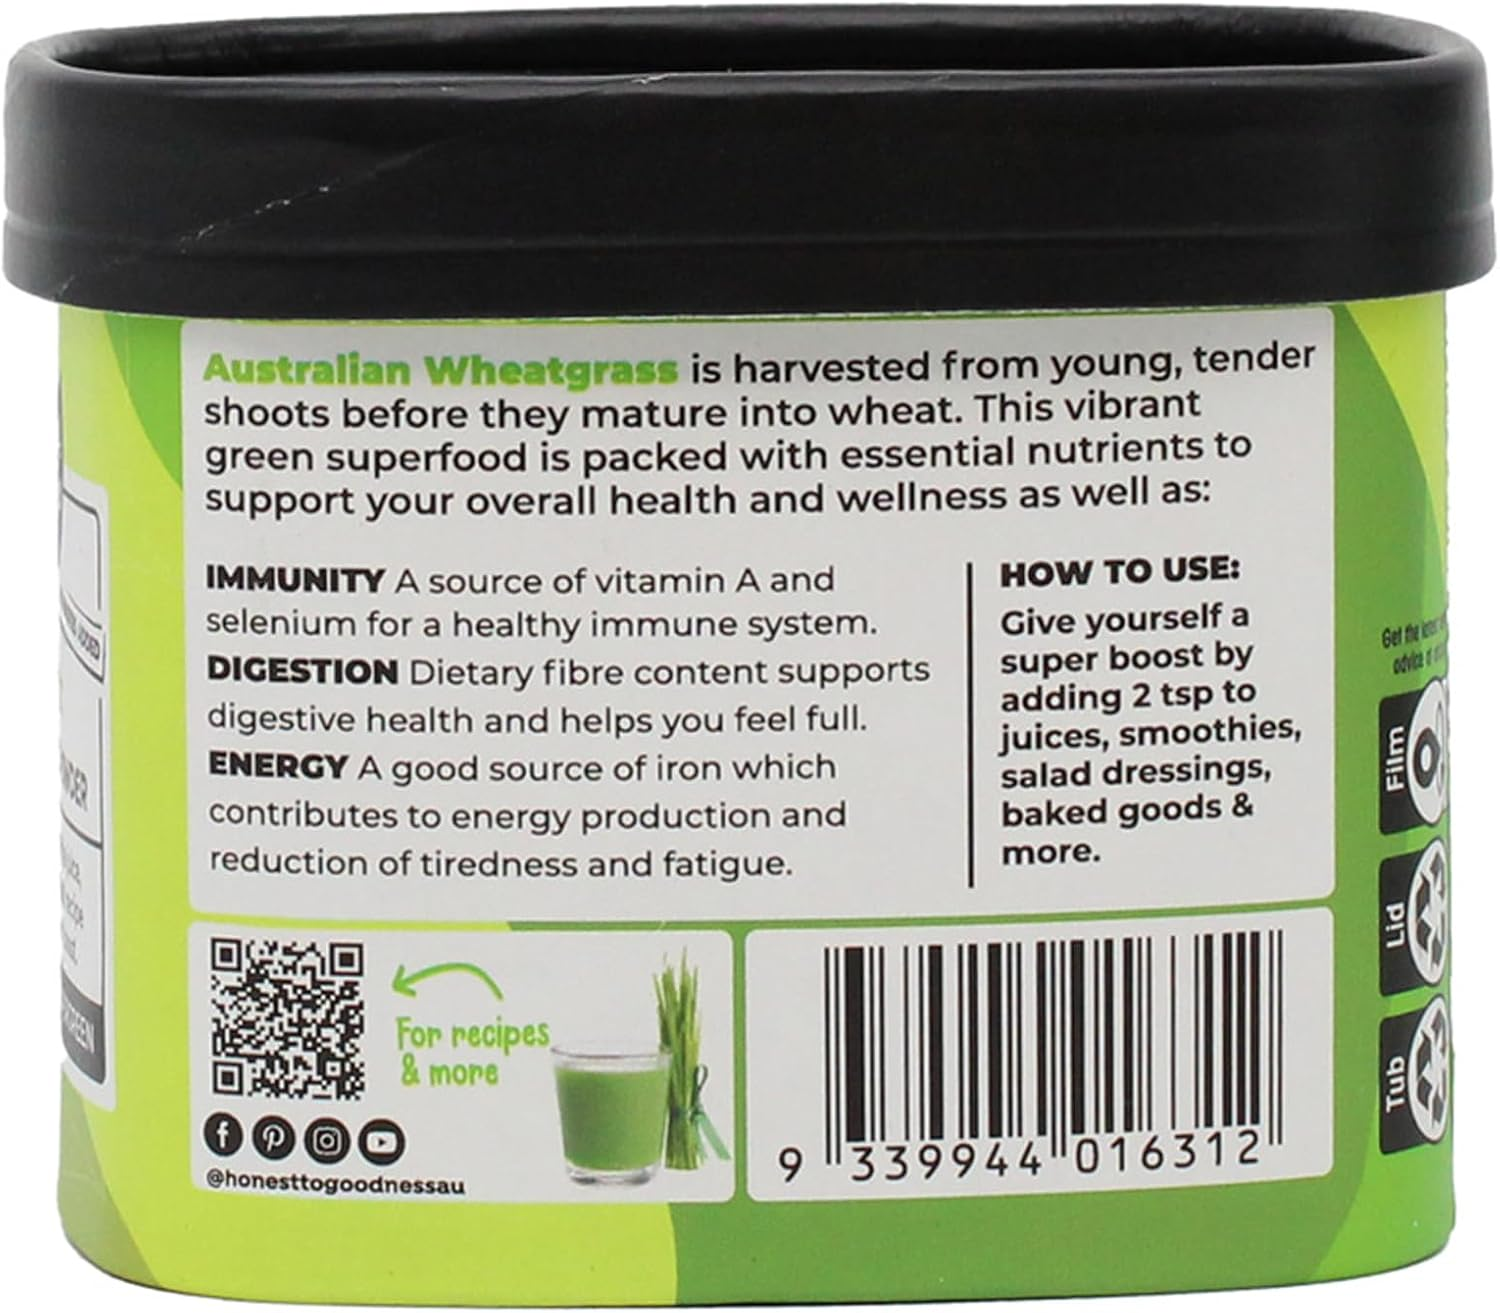 Australian Wheatgrass is harvested from young, tender
shoots before they mature into wheat. This vibrant
green superfood is packed with essential nutrients to
support your overall health and wellness as well as:
IMMUNITY A source of vitamin A and
selenium for a healthy immune system.
DIGESTION Dietary fibre content supports
digestive health and helps you feel full.
ENERGY A good source of iron which
contributes to energy production and
reduction of tiredness and fatigue.
HOW TO USE:
Give yourself a
super boost by
adding 2 tsp to
juices, smoothies,
salad dressings,
baked goods &
more.
For recipes
& more
@honesttogoodnessau
9 339944 016312
ADDED
Get the
advice
Film
Lid
Tub